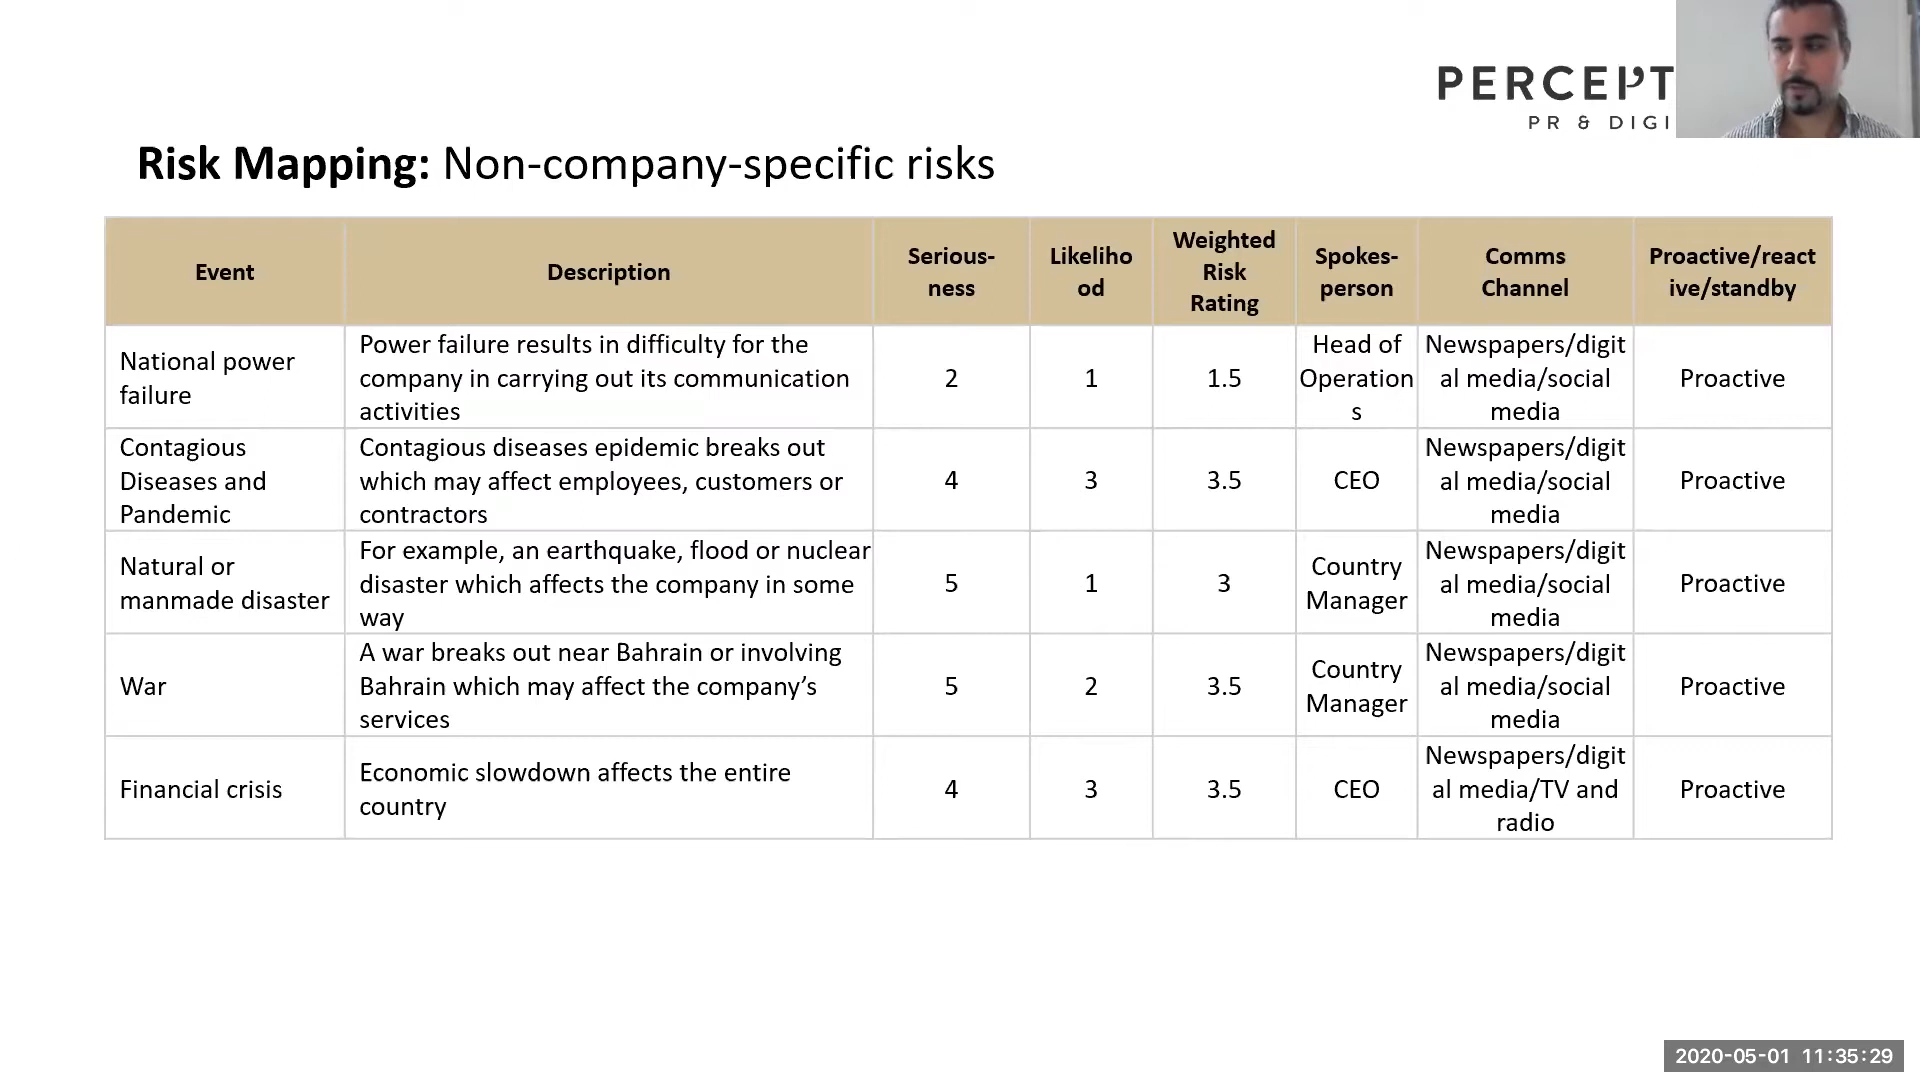 PERCEPT
PR & DIGI
Risk Mapping: Non-company-specific risks
Event
Description
Serious-
ness
Likeliho
od
Weighted
Risk
Rating
Spokes-
person
Comms
Channel
Proactive/react
ive/standby
National power
failure
Power failure results in difficulty for the
company in carrying out its communication
activities
2
1
1.5
Head of
Operation
s
Newspapers/digit
al media/social
media
Proactive
Contagious
Diseases and
Pandemic
Contagious diseases epidemic breaks out
which may affect employees, customers or
contractors
4
3
3.5
CEO
Newspapers/digit
al media/social
media
Proactive
Natural or
manmade disaster
For example, an earthquake, flood or nuclear
disaster which affects the company in some
way
5
1
3
Country
Manager
Newspapers/digit
al media/social
media
Proactive
War
A war breaks out near Bahrain or involving
Bahrain which may affect the company’s
services
5
2
3.5
Country
Manager
Newspapers/digit
al media/social
media
Proactive
Financial crisis
Economic slowdown affects the entire
country
4
3
3.5
CEO
Newspapers/digit
al media/TV and
radio
Proactive
2020-05-01 11:35:29